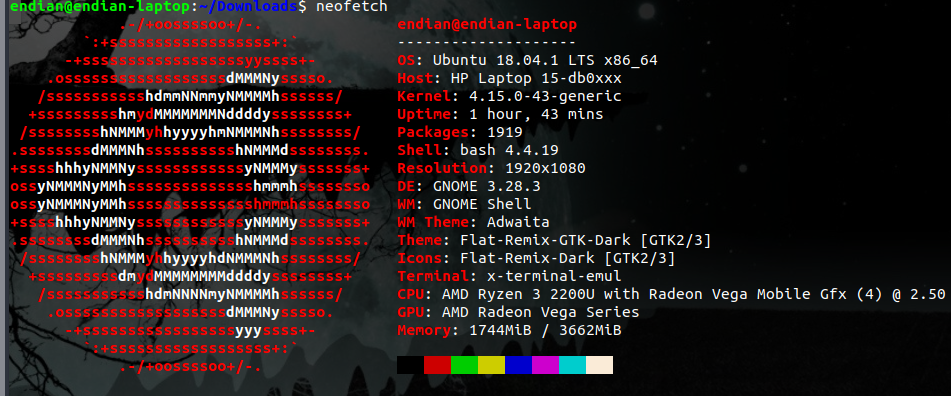 endian@endian-laptop:~/Downloads$ neofetch
.-/+oossssoo+/-. endian@endian-laptop
`:+ssssssssssssssssss+:` --------------------
-+ssssssssssssssssssyyssss+- OS: Ubuntu 18.04.1 LTS x86_64
.ossssssssssssssssssdMMMNysssso. Host: HP Laptop 15-db0xxx
/ssssssssssshdmmNNmmyNMMMMhssssss/ Kernel: 4.15.0-43-generic
+ssssssssshmydMMMMMMMNddddyssssssss+ Uptime: 1 hour, 43 mins
/sssssssshNMMMyhhyyyyhmNMMMNhssssssss/ Packages: 1919
.ssssssssdMMMNhsssssssssshNMMMdssssssss. Shell: bash 4.4.19
+sssshhhyNMMNyssssssssssssyNMMMysssssss+ Resolution: 1920x1080
ossyNMMMNyMMhsssssssssssssshmmmhssssssso DE: GNOME 3.28.3
ossyNMMMNyMMhsssssssssssssshmmmhssssssso WM: GNOME Shell
+sssshhhyNMMNyssssssssssssyNMMMysssssss+ WM Theme: Adwaita
.ssssssssdMMMNhsssssssssshNMMMdssssssss. Theme: Flat-Remix-GTK-Dark [GTK2/3]
/sssssssshNMMMyhhyyyyhdNMMMNhssssssss/ Icons: Flat-Remix-Dark [GTK2/3]
+sssssssssdmydMMMMMMMMddddyssssssss+ Terminal: x-terminal-emul
/ssssssssssshdmNNNNmyNMMMMhssssss/ CPU: AMD Ryzen 3 2200U with Radeon Vega Mobile Gfx (4) @ 2.50
.ossssssssssssssssssdMMMNysssso. GPU: AMD Radeon Vega Series
-+sssssssssssssssssyyyssss+- Memory: 1744MiB / 3662MiB
`:+ssssssssssssssssss+:`
.-/+oossssoo+/-.